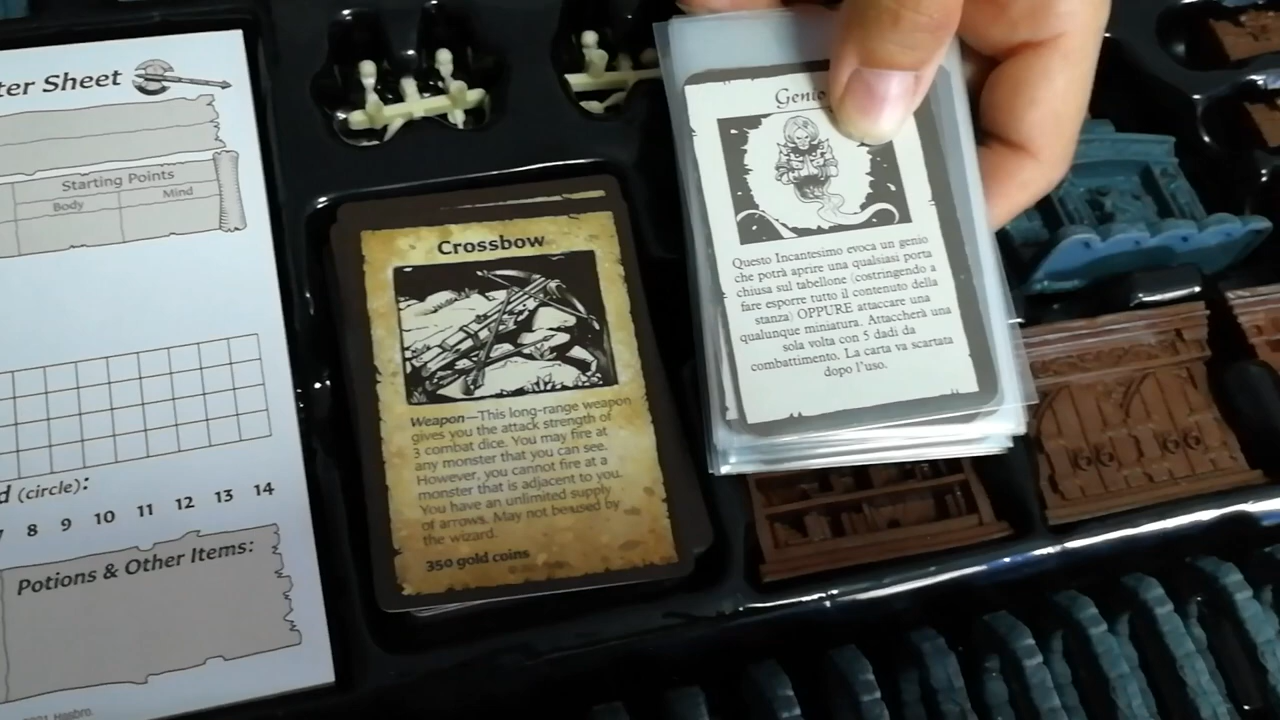 ter Sheet
Starting Points
Body Mind
d (circle):
7 8 9 10 11 12 13 14
Potions & Other Items:
2021 Hasbro.
Crossbow
Weapon—This long-range weapon
gives you the attack strength of
3 combat dice. You may fire at
any monster that you can see.
However, you cannot fire at a
monster that is adjacent to you.
You have an unlimited supply
of arrows. May not be used by
the wizard.
350 gold coins
Genio
Questo Incantesimo evoca un genio
che potrà aprire una qualsiasi porta
chiusa sul tabellone (costringendo a
fare esporre tutto il contenuto della
stanza) OPPURE attaccare una
qualunque miniatura. Attaccherà una
sola volta con 5 dadi da
combattimento. La carta va scartata
dopo l'uso.